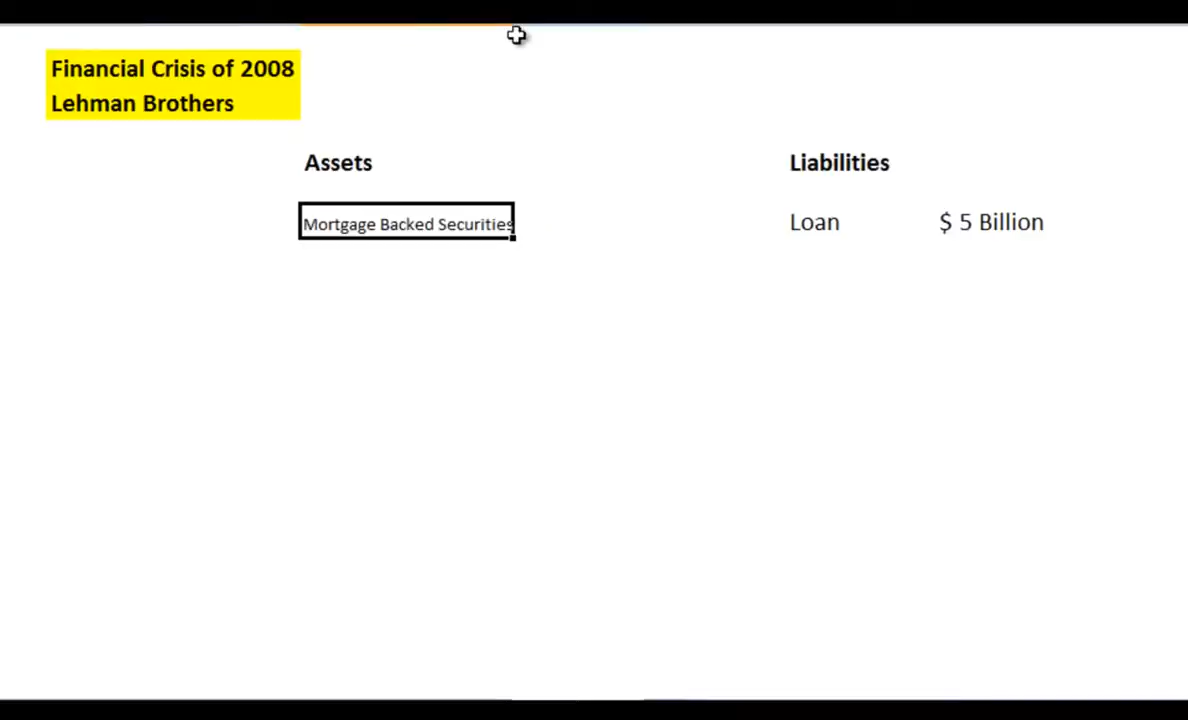 Financial Crisis of 2008
Lehman Brothers
Assets Liabilities
Mortgage Backed Securities Loan $ 5 Billion